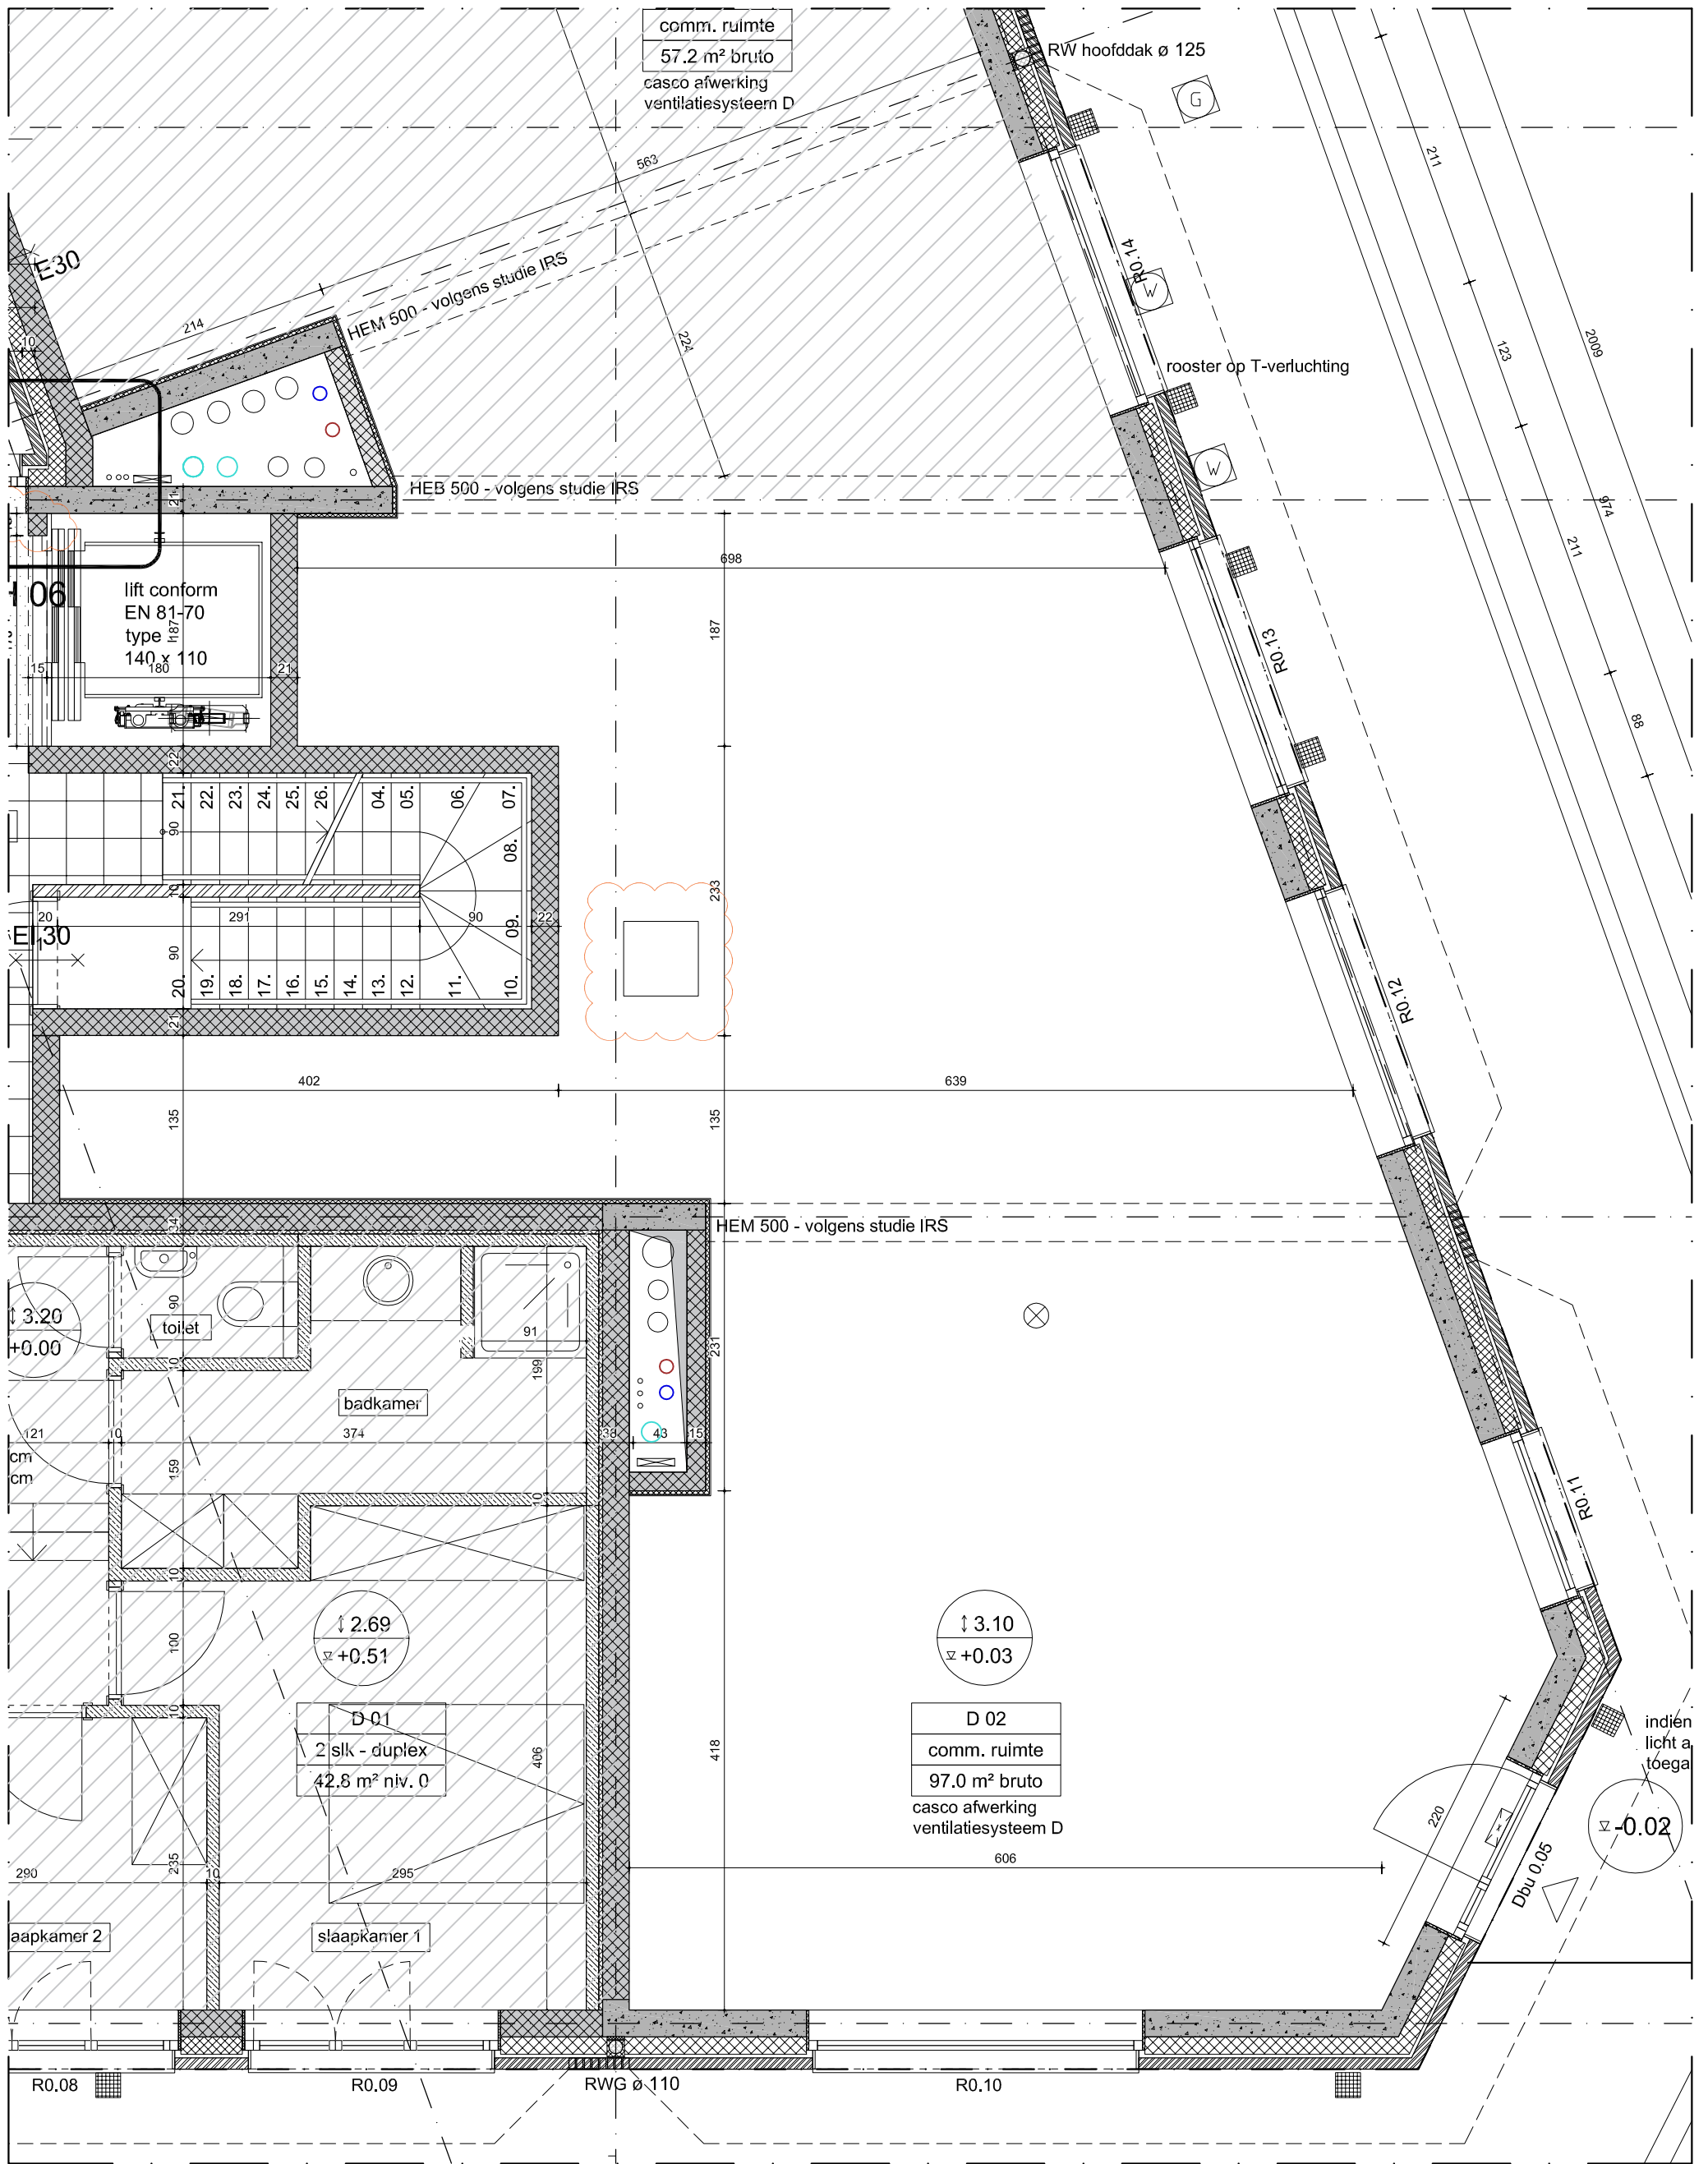 comm. ruimte
57.2 m² bruto
casco afwerking
ventilatiesysteem D
RW hoofddak ø 125
G
563
211
E30
HEM 500 - volgens studie IRS
214
224
R0.14
W
123
2009
10
rooster op T-verluchting
HEB 500 - volgens studie IRS
W
21
974
211
698
06
lift conform
EN 81-70
type
140 x 110
187
187
15
180
21
R0.13
88
22
21.
22.
23.
24.
25.
26.
04.
05.
06.
07.
90
08.
10
233
20
291
90
22
EI 30
90
09.
20.
19.
18.
17.
16.
15.
14.
13.
12.
11.
10.
R0.12
21
402
639
135
135
34
HEM 500 - volgens studie IRS
3.20
+0.00
toilet
90
91
199
231
10
badkamer
121
10
374
38
43
15
cm
cm
159
10
R0.11
10
2.69
+0.51
3.10
+0.03
100
10
D 01
2 slk - duplex
42.8 m² niv. 0
406
418
D 02
comm. ruimte
97.0 m² bruto
casco afwerking
ventilatiesysteem D
indien
licht a
toega
220
-0.02
Dbu 0.05
290
235
10
295
606
aapkamer 2
slaapkamer 1
R0.08
R0.09
RWG ø 110
R0.10